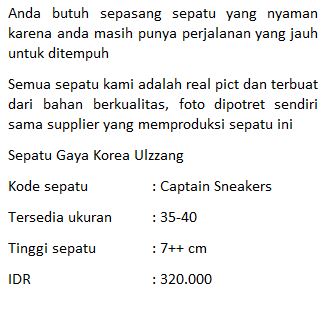 Anda butuh sepasang sepatu yang nyaman
karena anda masih punya perjalanan yang jauh
untuk ditempuh
Semua sepatu kami adalah real pict dan terbuat
dari bahan berkualitas, foto dipotret sendiri
sama supplier yang memproduksi sepatu ini
Sepatu Gaya Korea Ulzzang
Kode sepatu : Captain Sneakers
Tersedia ukuran : 35-40
Tinggi sepatu : 7++ cm
IDR : 320.000